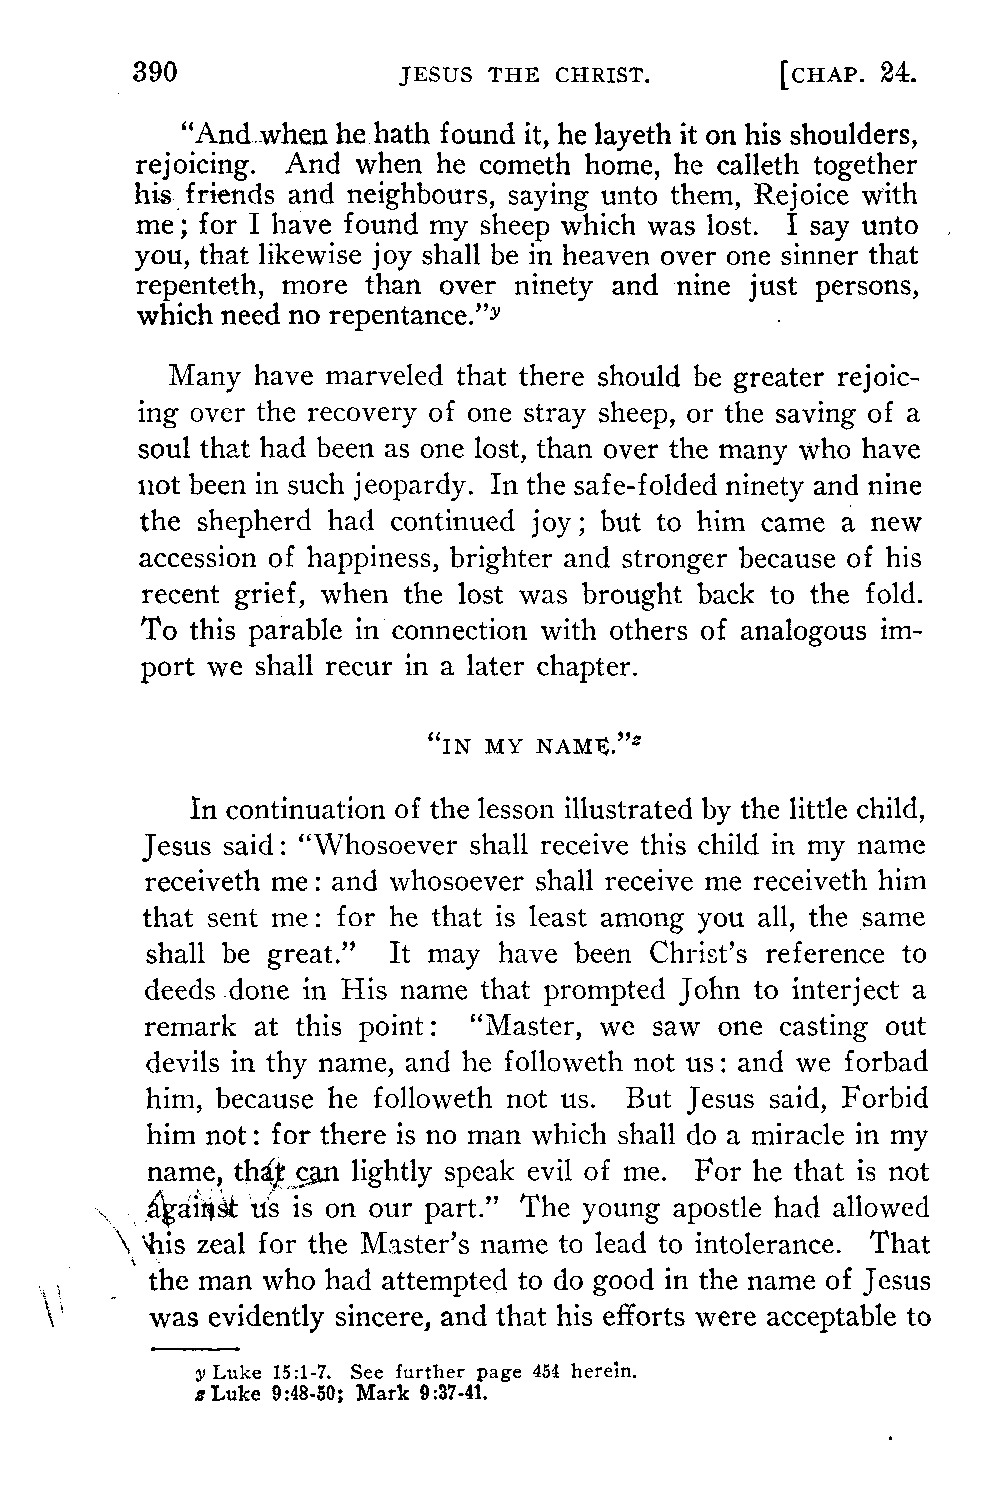 390 JESUS THE CHRIST. [CHAP. 24.
"And when he hath found it, he layeth it on his shoulders,
rejoicing. And when he cometh home, he calleth together
his friends and neighbours, saying unto them, Rejoice with
me; for I have found my sheep which was lost. I say unto
you, that likewise joy shall be in heaven over one sinner that
repenteth, more than over ninety and nine just persons,
which need no repentance."y
Many have marveled that there should be greater rejoic-
ing over the recovery of one stray sheep, or the saving of a
soul that had been as one lost, than over the many who have
not been in such jeopardy. In the safe-folded ninety and nine
the shepherd had continued joy; but to him came a new
accession of happiness, brighter and stronger because of his
recent grief, when the lost was brought back to the fold.
To this parable in connection with others of analogous im-
port we shall recur in a later chapter.
"IN MY NAME."z
In continuation of the lesson illustrated by the little child,
Jesus said: "Whosoever shall receive this child in my name
receiveth me: and whosoever shall receive me receiveth him
that sent me: for he that is least among you all, the same
shall be great." It may have been Christ's reference to
deeds done in His name that prompted John to interject a
remark at this point: "Master, we saw one casting out
devils in thy name, and he followeth not us: and we forbad
him, because he followeth not us. But Jesus said, Forbid
him not: for there is no man which shall do a miracle in my
name, that can lightly speak evil of me. For he that is not
against us is on our part." The young apostle had allowed
his zeal for the Master's name to lead to intolerance. That
the man who had attempted to do good in the name of Jesus
was evidently sincere, and that his efforts were acceptable to
y Luke 15:1-7. See further page 454 herein.
z Luke 9:48-50; Mark 9:37-41.